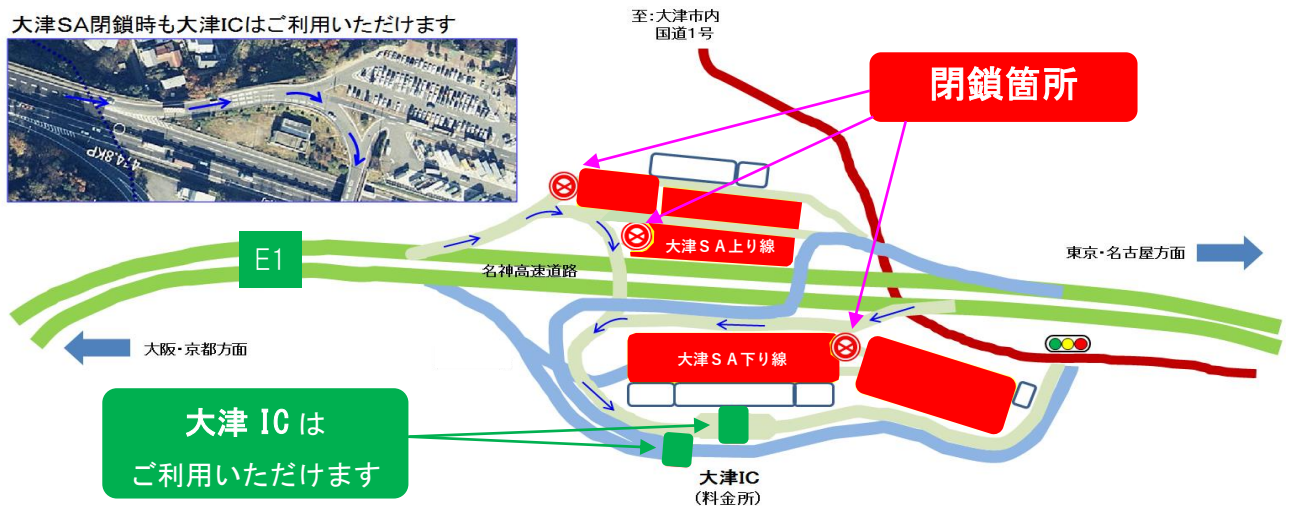 大津SA閉鎖時も大津ICはご利用いただけます
474.8KP
至:大津市内
国道1号
閉鎖箇所
大津SA上り線
E1
名神高速道路
東京・名古屋方面
大阪・京都方面
大津SA下り線
大津 IC は
ご利用いただけます
大津IC
(料金所)